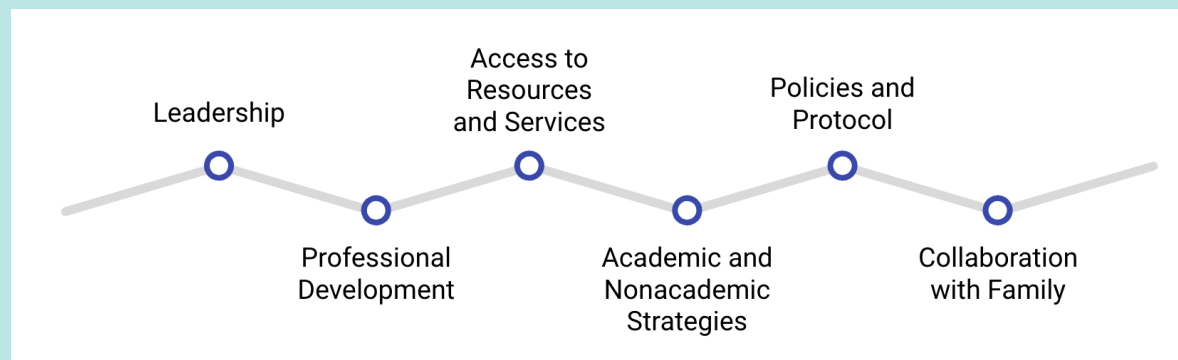 Leadership
Professional
Development
Access to
Resources
and Services
Academic and
Nonacademic
Strategies
Policies and
Protocol
Collaboration
with Family